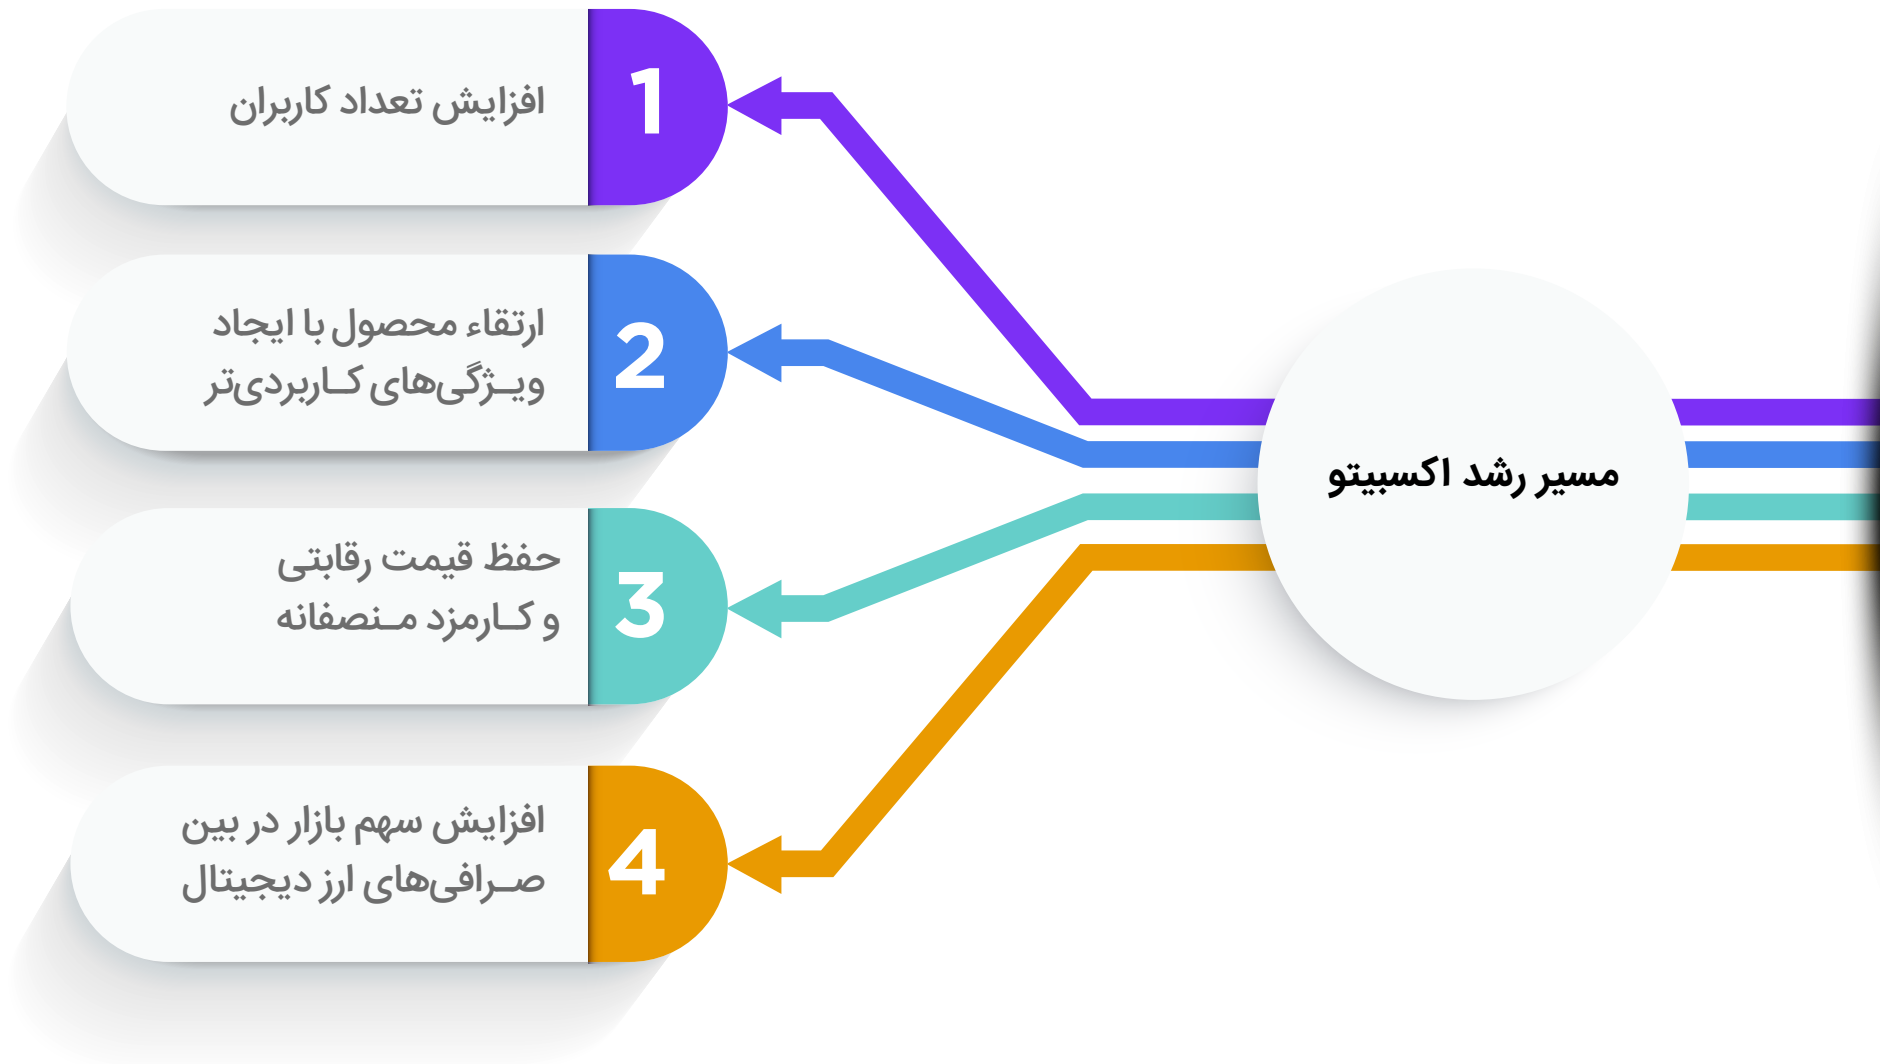 مسیر رشد اکسبیتو
1
افزایش تعداد کاربران
2
ارتقاء محصول با ایجاد
ویـژگی‌های کـاربردی‌تر
3
حفظ قیمت رقابتی
و کـارمزد مـنصفانه
4
افزایش سهم بازار در بین
صـرافی‌های ارز دیجیتال